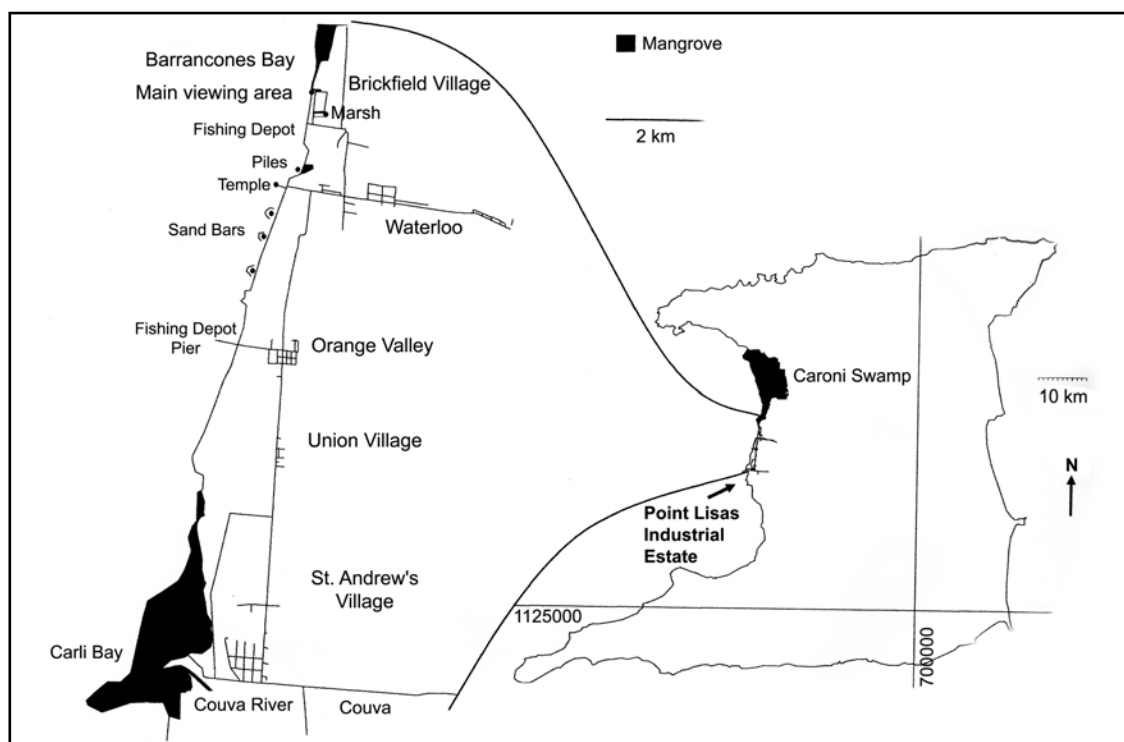 Mangrove
Barrancones Bay
Main viewing area
Brickfield Village
Marsh
Fishing Depot
2 km
Piles
Temple
Sand Bars
Waterloo
Fishing Depot
Pier
Orange Valley
Caroni Swamp
10 km
Union Village
N
Point Lisas
Industrial
Estate
St. Andrew's
Village
1125000
700000
Carli Bay
Couva River
Couva